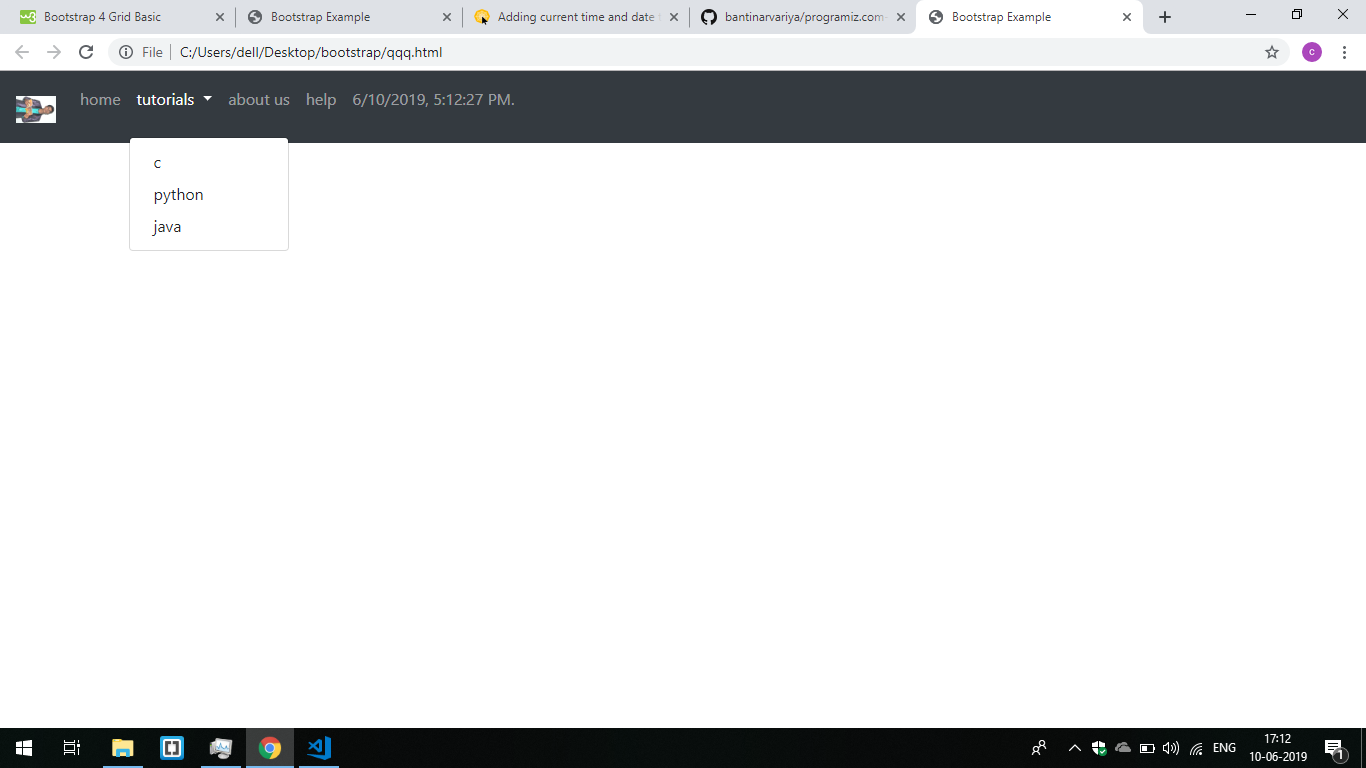 Bootstrap 4 Grid Basic Bootstrap Example Adding current time and date bantinarvariya/programiz.com Bootstrap Example
File C:/Users/dell/Desktop/bootstrap/qqq.html c
home tutorials about us help 6/10/2019, 5:12:27 PM.
c
python
java
ENG 17:12
10-06-2019 1